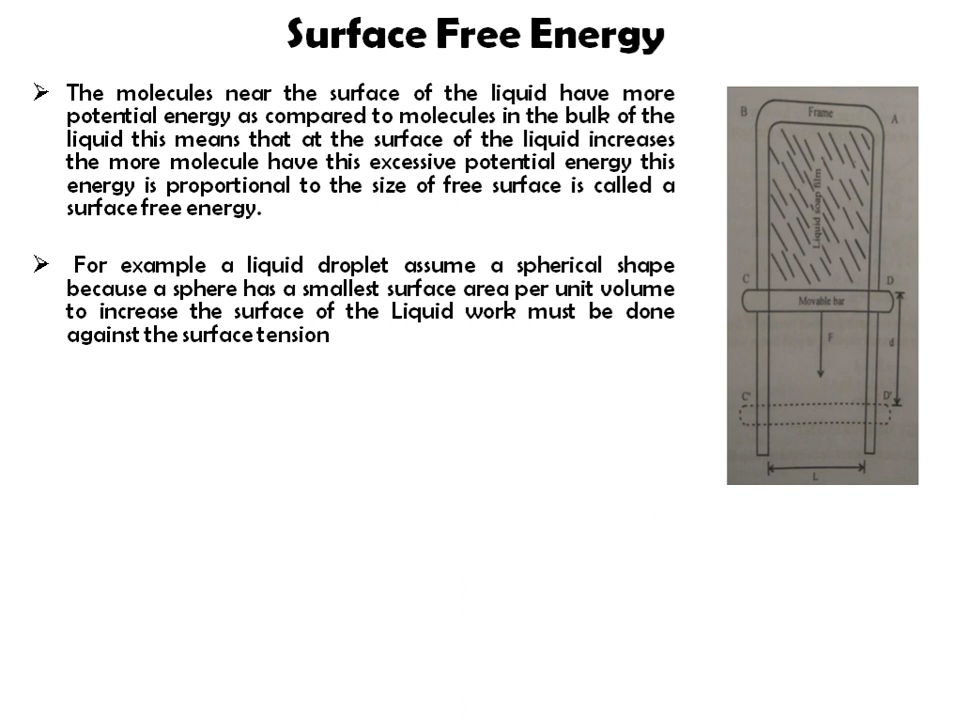 Surface Free Energy
➢ The molecules near the surface of the liquid have more
potential energy as compared to molecules in the bulk of the
liquid this means that at the surface of the liquid increases
the more molecule have this excessive potential energy this
energy is proportional to the size of free surface is called a
surface free energy.
➢ For example a liquid droplet assume a spherical shape
because a sphere has a smallest surface area per unit volume
to increase the surface of the Liquid work must be done
against the surface tension
B
Frame
A
Liquid soap film
C
D
Movable bar
F
d
C'
D'
L